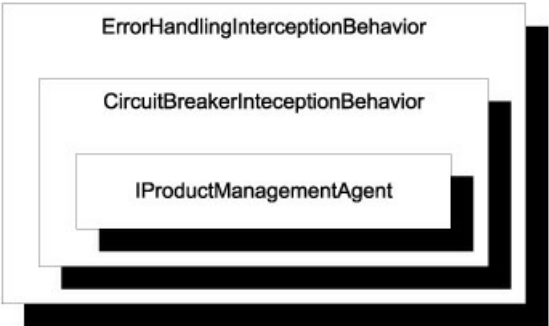 ErrorHandlingInterceptionBehavior
CircuitBreakerInteceptionBehavior
IProductManagementAgent